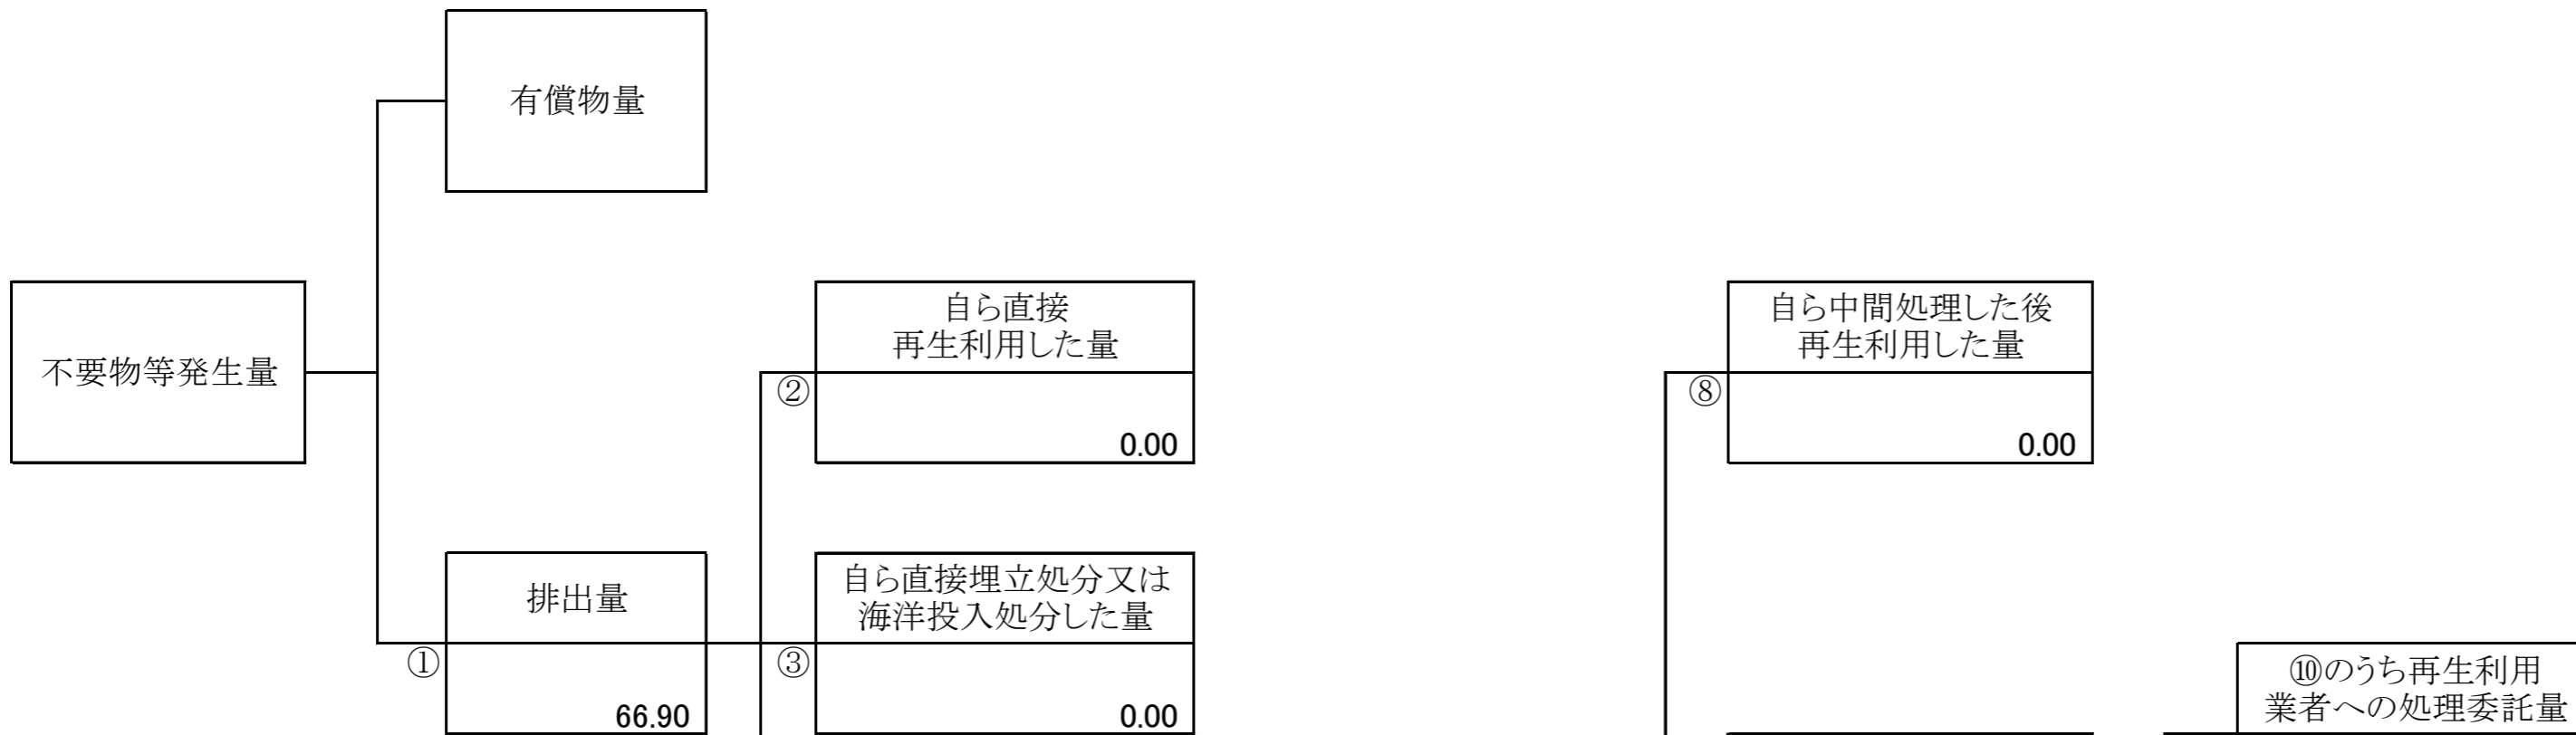 有償物量
不要物等発生量
自ら直接
再生利用した量
②
0.00
自ら中間処理した後
再生利用した量
⑧
0.00
排出量
①
66.90
自ら直接埋立処分又は
海洋投入処分した量
③
0.00
⑩のうち再生利用
業者への処理委託量